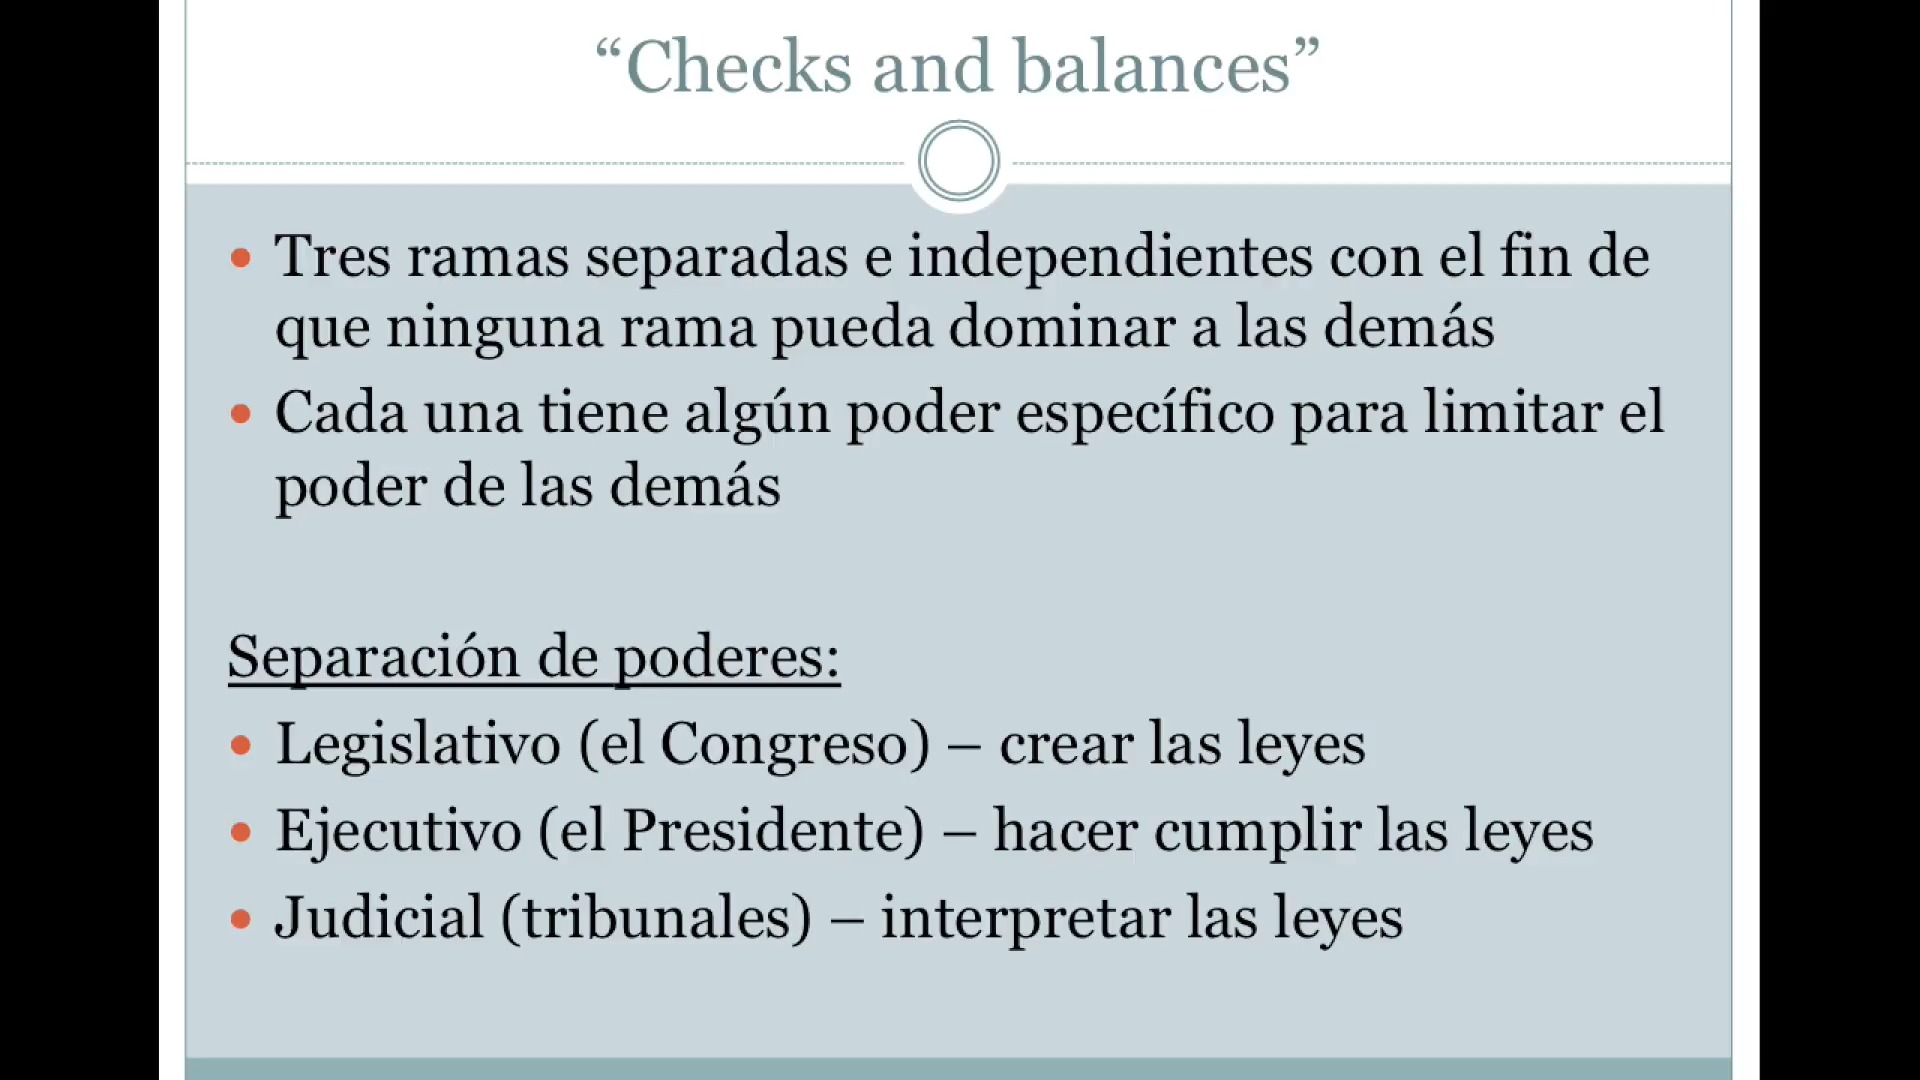 “Checks and balances”
• Tres ramas separadas e independientes con el fin de
que ninguna rama pueda dominar a las demás
• Cada una tiene algún poder específico para limitar el
poder de las demás
Separación de poderes:
• Legislativo (el Congreso) – crear las leyes
• Ejecutivo (el Presidente) – hacer cumplir las leyes
• Judicial (tribunales) – interpretar las leyes